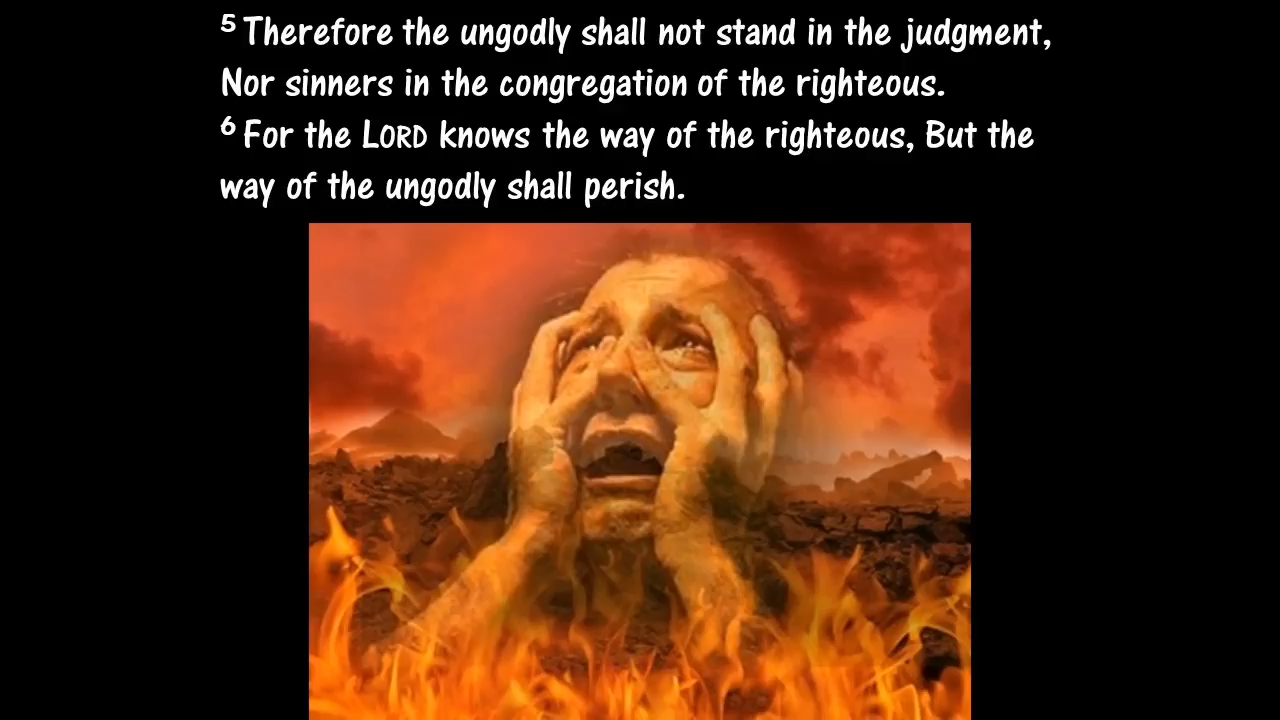 ⁵ Therefore the ungodly shall not stand in the judgment,
Nor sinners in the congregation of the righteous.
⁶ For the LORD knows the way of the righteous, But the
way of the ungodly shall perish.